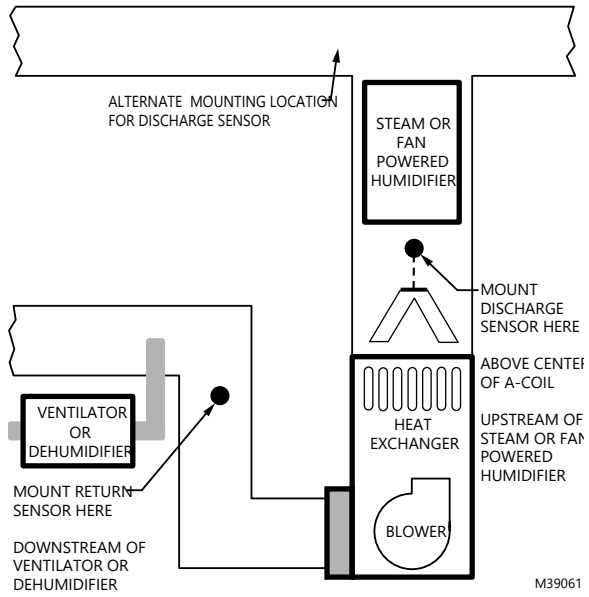 ALTERNATE MOUNTING LOCATION
FOR DISCHARGE SENSOR
STEAM OR
FAN
POWERED
HUMIDIFIER
MOUNT
DISCHARGE
SENSOR HERE
ABOVE CENTER
OF A-COIL
UPSTREAM OF
STEAM OR FAN
POWERED
HUMIDIFIER
HEAT
EXCHANGER
BLOWER
VENTILATOR
OR
DEHUMIDIFIER
MOUNT RETURN
SENSOR HERE
DOWNSTREAM OF
VENTILATOR OR
DEHUMIDIFIER
M39061